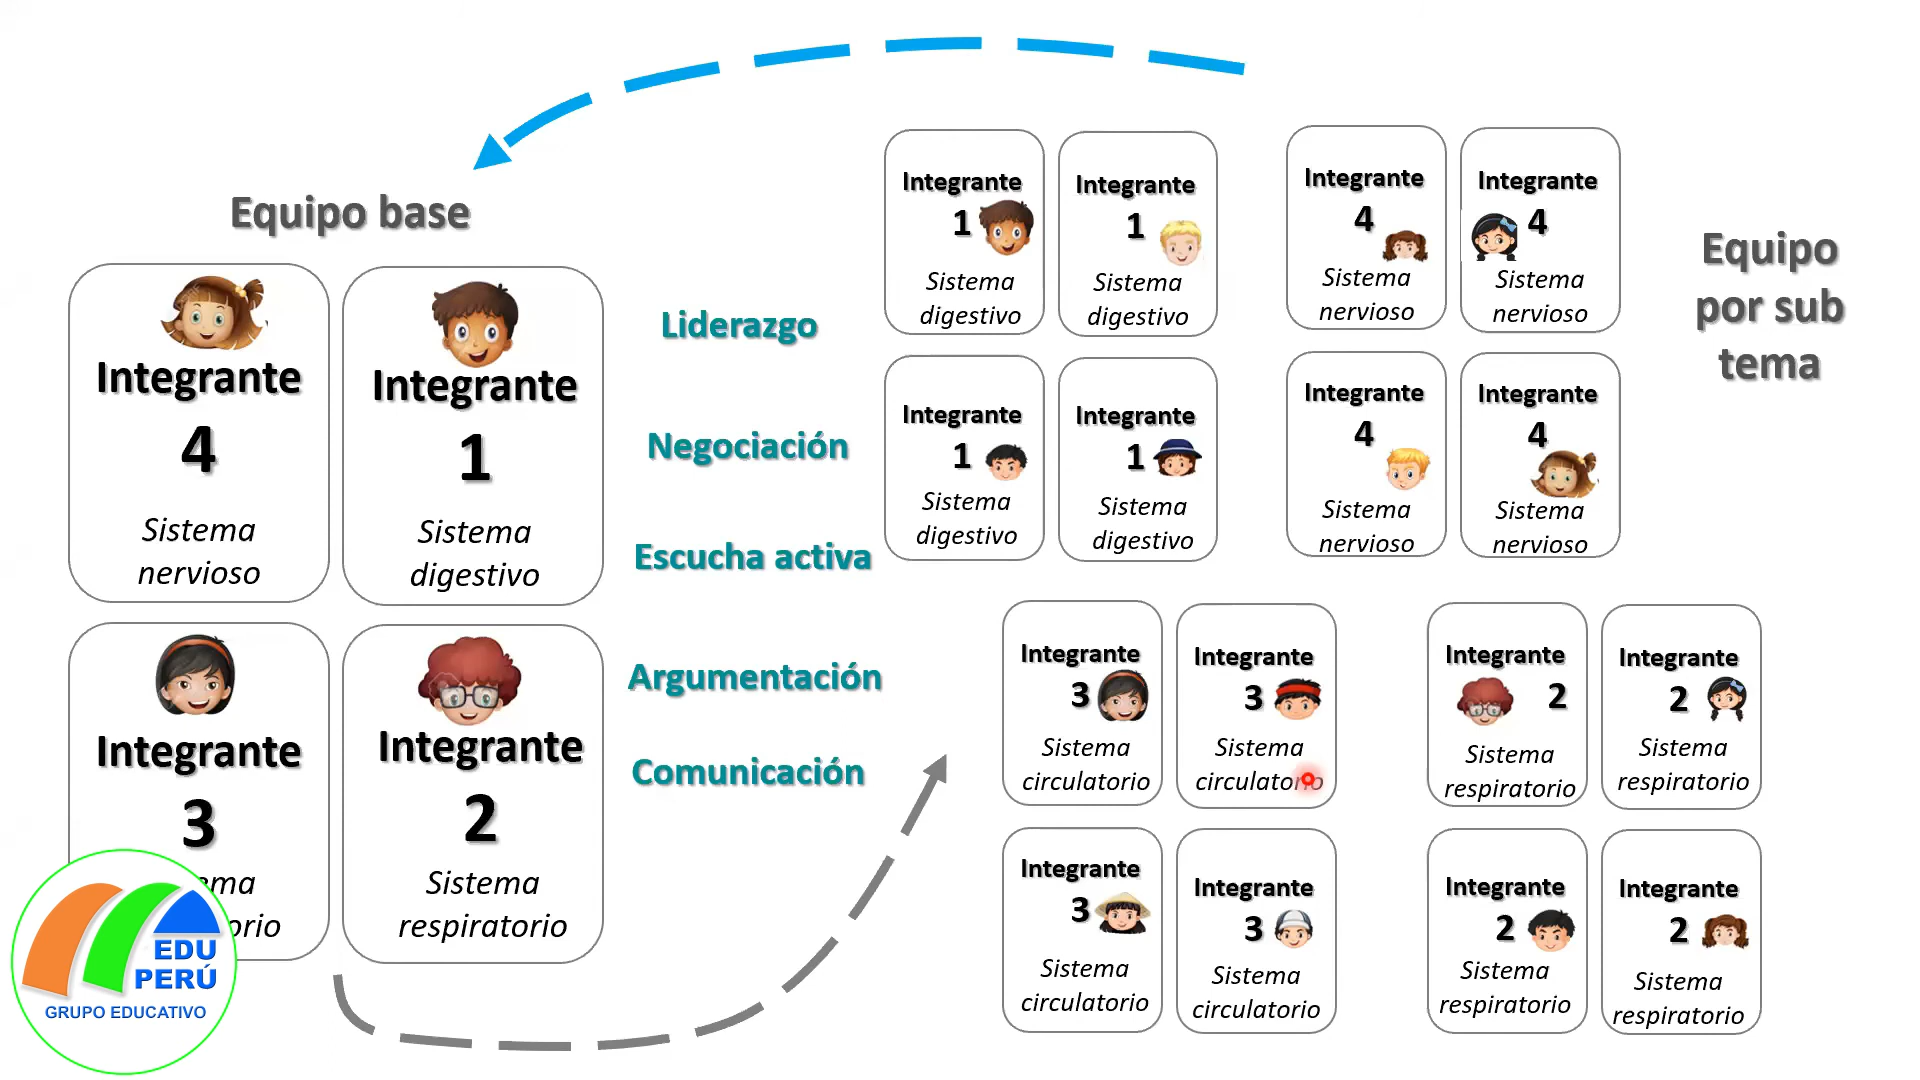 Equipo base
Integrante
4
Sistema
nervioso
Integrante
1
Sistema
digestivo
Integrante
3
Integrante
2
Sistema
respiratorio
EDU
PERÚ
GRUPO EDUCATIVO
Liderazgo
Negociación
Escucha activa
Argumentación
Comunicación
Integrante
1
Sistema
digestivo
Integrante
1
Sistema
digestivo
Integrante
1
Sistema
digestivo
Integrante
1
Sistema
digestivo
Integrante
4
Sistema
nervioso
Integrante
4
Sistema
nervioso
Integrante
4
Sistema
nervioso
Integrante
4
Sistema
nervioso
Equipo
por sub
tema
Integrante
3
Sistema
circulatorio
Integrante
3
Sistema
circulatorio
Integrante
3
Sistema
circulatorio
Integrante
3
Sistema
circulatorio
Integrante
2
Sistema
respiratorio
Integrante
2
Sistema
respiratorio
Integrante
2
Sistema
respiratorio
Integrante
2
Sistema
respiratorio